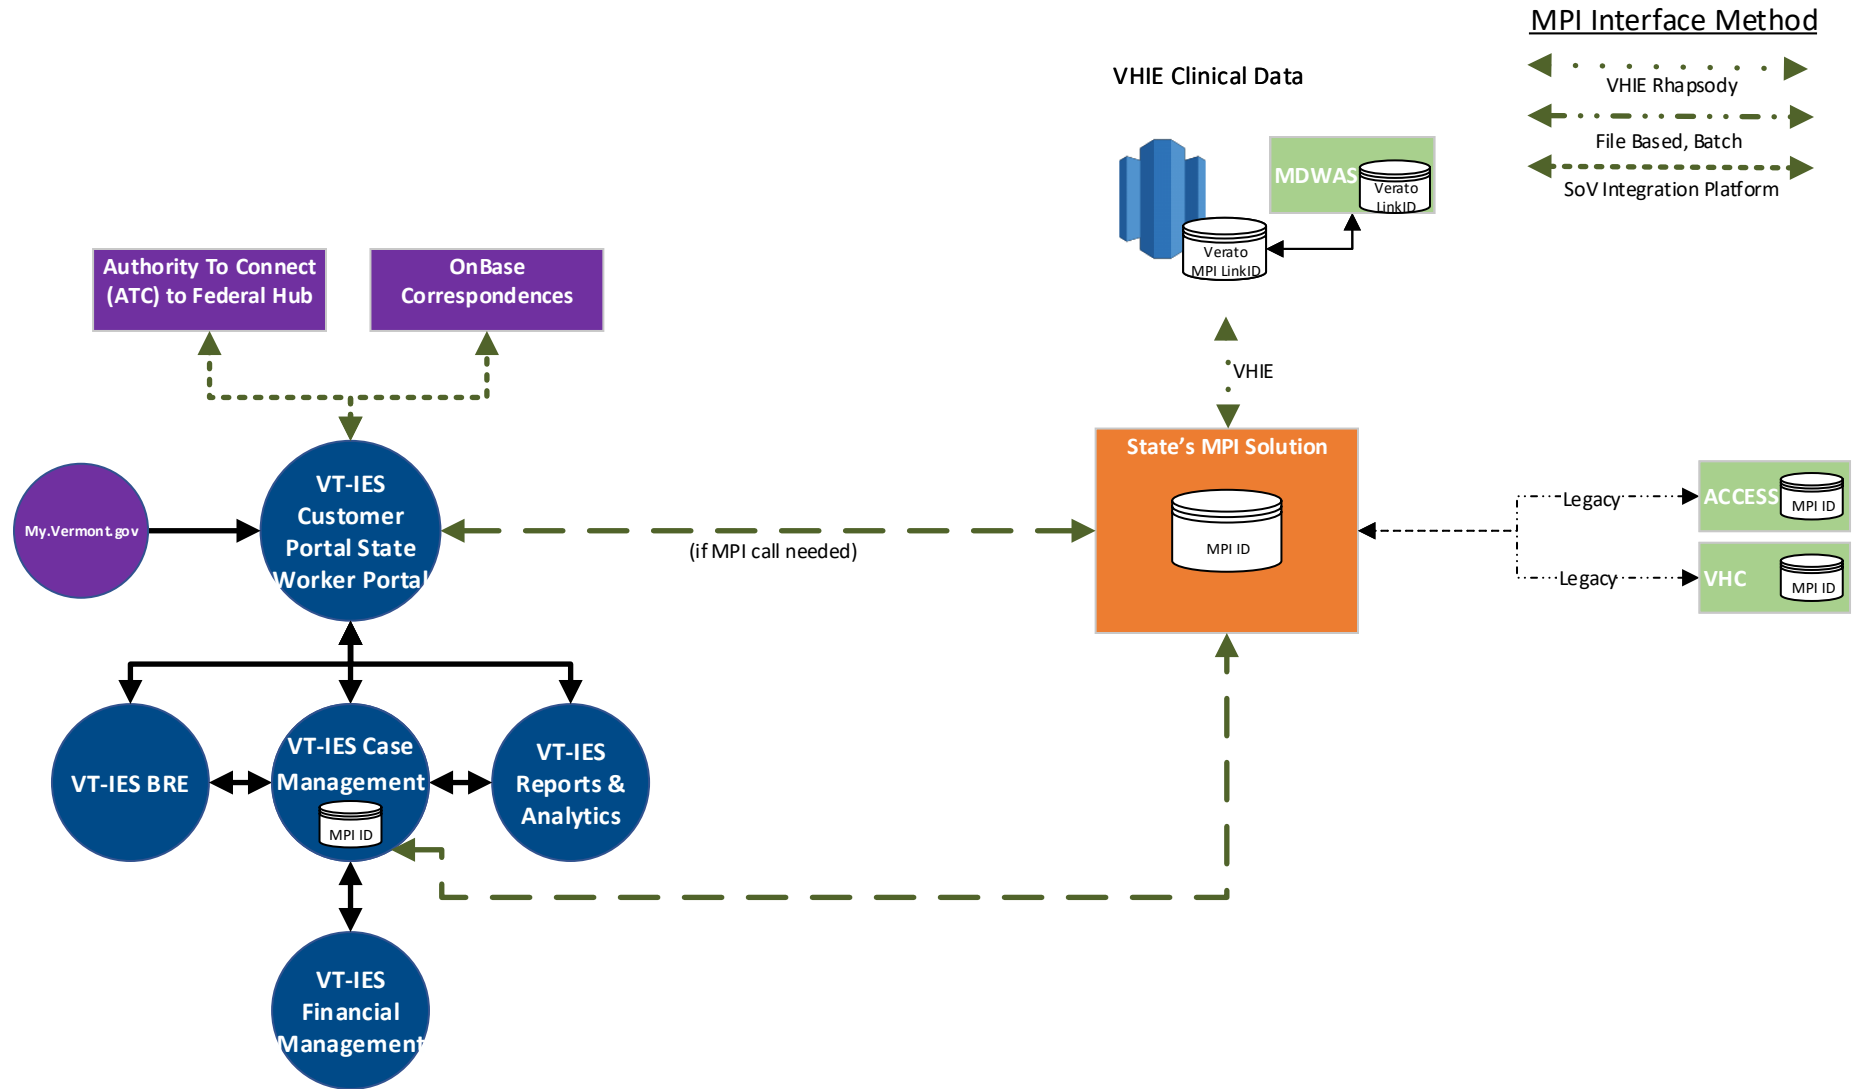 MPI Interface Method
VHIE Rhapsody
File Based, Batch
SoV Integration Platform
VHIE Clinical Data
MDWAS
Verato
LinkID
Verato
MPI LinkID
Authority To Connect
(ATC) to Federal Hub
OnBase
Correspondences
VHIE
State's MPI Solution
MPI ID
My.Vermont.gov
VT-IES
Customer
Portal State
Worker Portal
(if MPI call needed)
Legacy
ACCESS
MPI ID
Legacy
VHC
MPI ID
VT-IES BRE
VT-IES Case
Management
MPI ID
VT-IES
Reports &
Analytics
VT-IES
Financial
Management